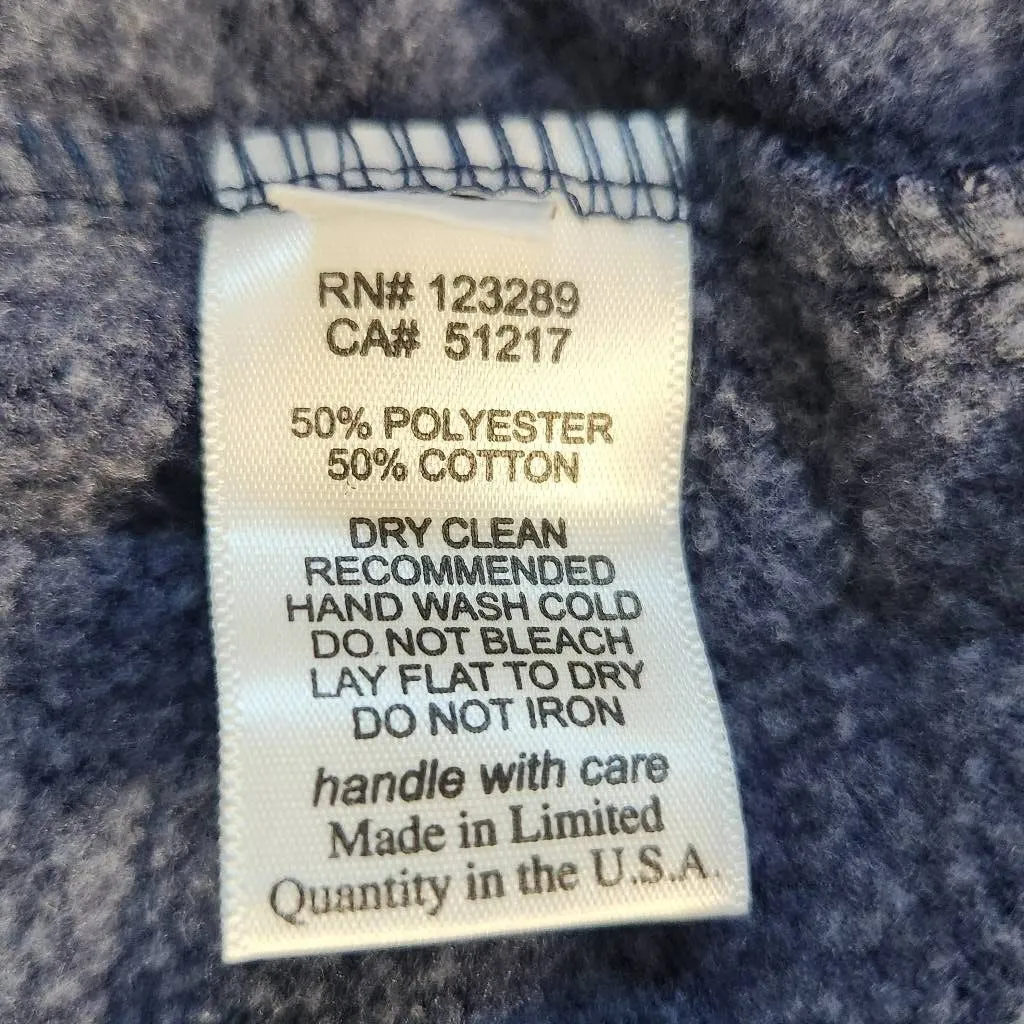 RN# 123289
CA# 51217
50% POLYESTER
50% COTTON
DRY CLEAN
RECOMMENDED
HAND WASH COLD
DO NOT BLEACH
LAY FLAT TO DRY
DO NOT IRON
handle with care
Made in Limited
Quantity in the U.S.A.